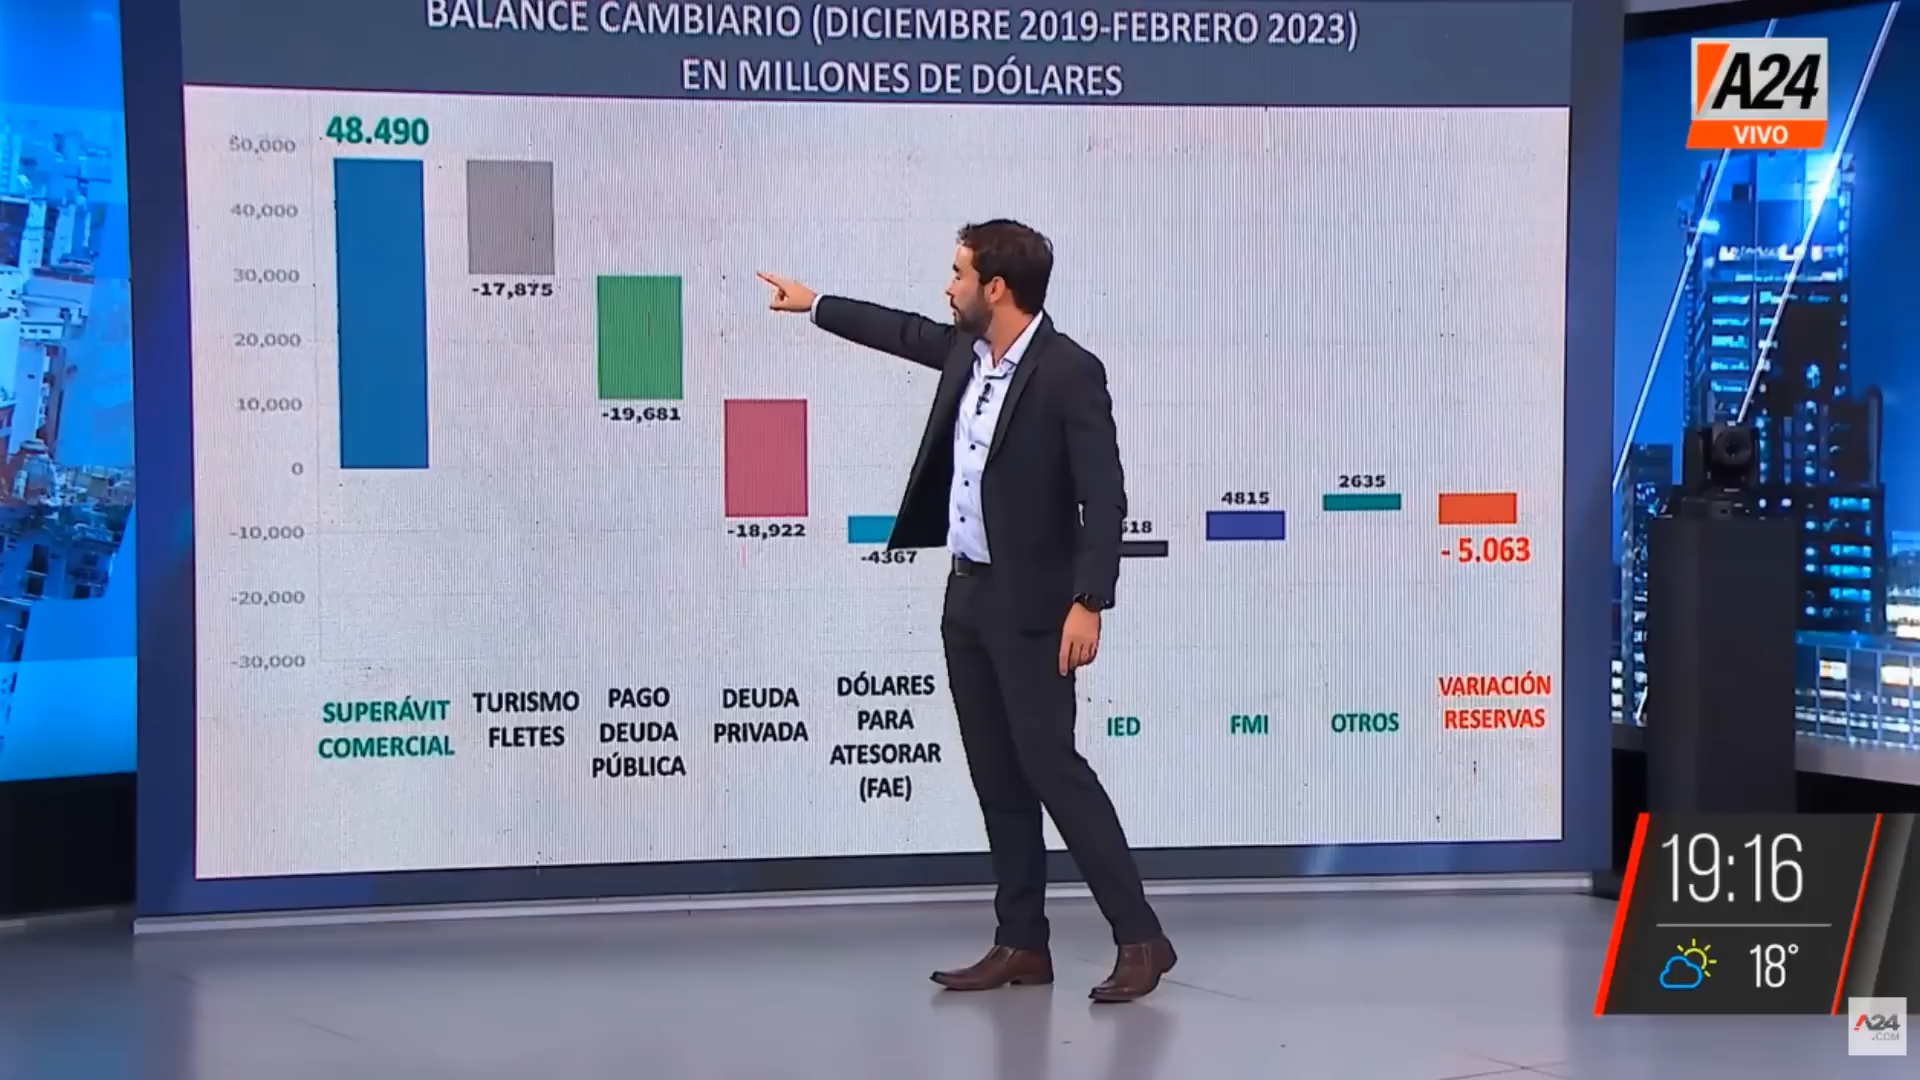 BALANCE CAMBIARIO (DICIEMBRE 2019-FEBRERO 2023)
EN MILLONES DE DÓLARES
A24
VIVO
50,000
40,000
30,000
20,000
10,000
0
-10,000
-20,000
-30,000
48.490
-17,875
-19,681
-18,922
-4367
4815
2635
- 5.063
SUPERÁVIT
COMERCIAL
TURISMO
FLETES
PAGO
DEUDA
PÚBLICA
DEUDA
PRIVADA
DÓLARES
PARA
ATESORAR
(FAE)
IED
FMI
OTROS
VARIACIÓN
RESERVAS
19:16
18°
A24
.COM